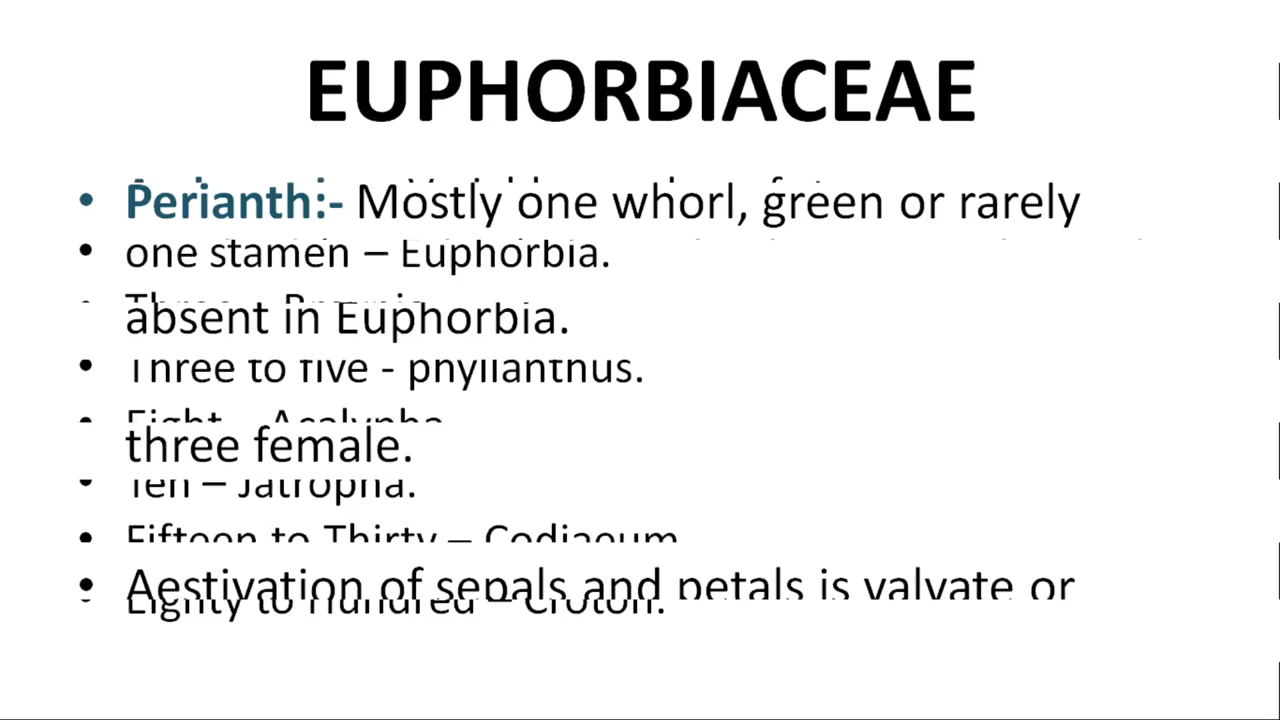 EUPHORBIACEAE
• Perianth:- Mostly one whorl, green or rarely
• one stamen – Euphorbia.
absent in Euphorbia.
• Three to five - phyllanthus.
• Eight – Acalypha
three female.
• Ten – Jatropha.
• Fifteen to Thirty – Codiaeum
• Aestivation of sepals and petals is valvate or
• Eighty to Hundred – Croton.